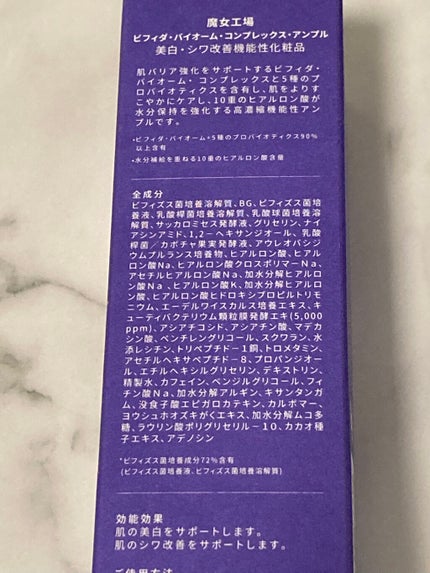 魔女工場
ビフィダ・バイオーム・コンプレックス・アンプル
美白・シワ改善機能性化粧品
肌バリア強化をサポートするビフィダ・
バイオーム・コンプレックスと5種のプ
ロバイオティクスを含有し、肌をよりす
こやかにケアし、10重のヒアルロン酸が
水分保持を強化する高濃縮機能性アン
プルです。
・ビフィダ・バイオーム+5種のプロバイオティクス90%
以上含有
・水分補給を重ねる10重のヒアルロン酸含量
全成分
ビフィズス菌培養溶解質、BG、ビフィズス菌培
養液、乳酸桿菌培養溶解質、乳酸球菌培養溶
解質、サッカロミセス発酵液、グリセリン、ナイ
アシンアミド、1,2-ヘキサンジオール、乳酸
桿菌/カボチャ果実発酵液、アウレオバシジ
ウムプルランス培養物、ヒアルロン酸、ヒアル
ロン酸Na、ヒアルロン酸クロスポリマーNa、
アセチルヒアルロン酸Na、加水分解ヒアルロ
ン酸Na、ヒアルロン酸K、加水分解ヒアルロ
ン酸、ヒアルロン酸ヒドロキシプロピルトリモ
ニウム、エーデルワイスカルス培養エキス、キ
ューティバクテリウム顆粒膜発酵エキ(5,000
ppm)、アシアチコシド、アシアチン酸、マデカ
シン酸、ペンチレングリコール、スクワラン、水
添レシチン、トリペプチド-1銅、トロメタミン、
アセチルヘキサペプチド-8、プロパンジオー
ル、エチルヘキシルグリセリン、デキストリン、
精製水、カフェイン、ベンジルグリコール、フィ
チン酸Na、加水分解アルギン、キサンタンガ
ム、没食子酸エピガロカテキン、カルボマー、
ヨウシュホオズキがくエキス、加水分解ムコ多
糖、ラウリン酸ポリグリセリル-10、カカオ種
子エキス、アデノシン
*ビフィズス菌培養成分72%含有
(ビフィズス菌培養液、ビフィズス菌培養溶解質)
効能効果
肌の美白をサポートします。
肌のシワ改善をサポートします。
ご使用方法